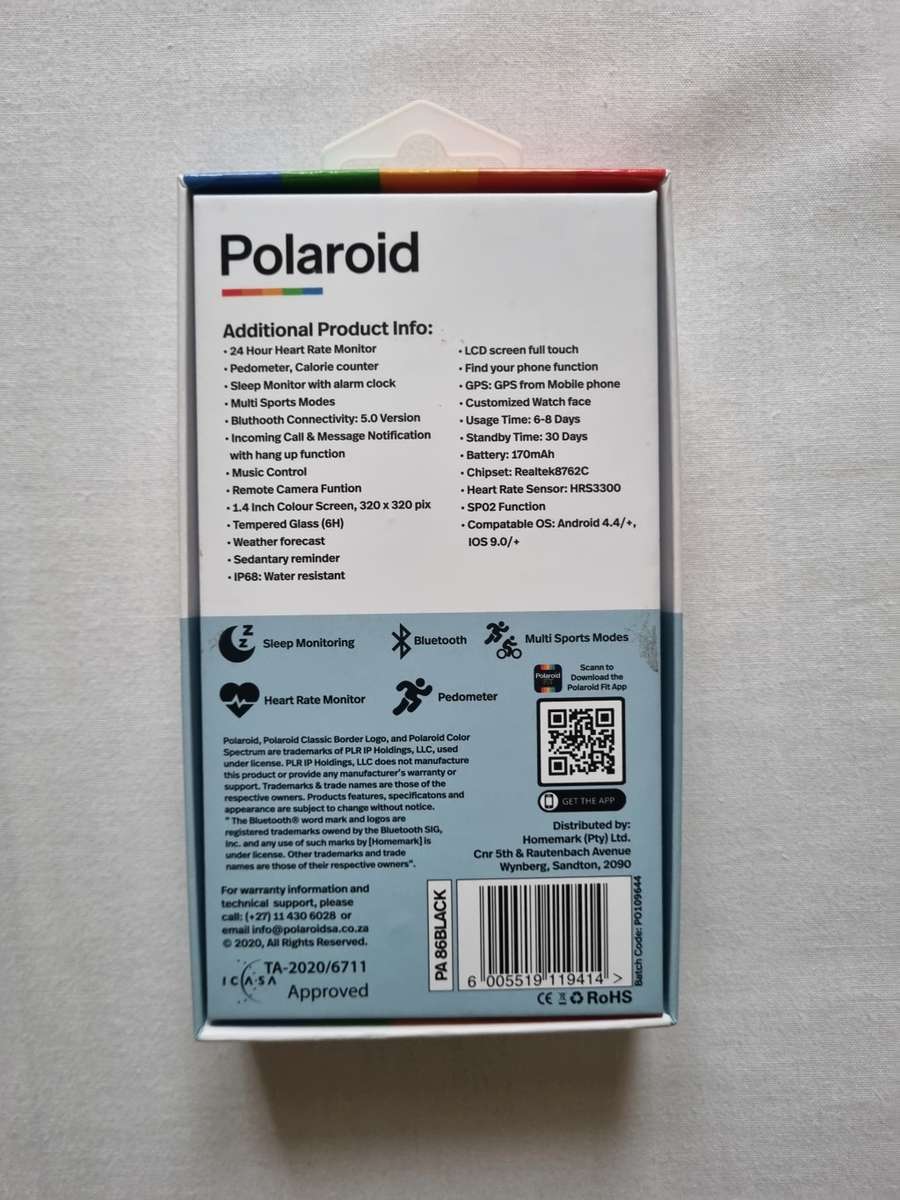 Polaroid
Additional Product Info:
• 24 Hour Heart Rate Monitor
• Pedometer, Calorie counter
• Sleep Monitor with alarm clock
• Multi Sports Modes
• Bluthooth Connectivity: 5.0 Version
• Incoming Call & Message Notification
with hang up function
• Music Control
• Remote Camera Funtion
• 1.4 Inch Colour Screen, 320 x 320 pix
• Tempered Glass (6H)
• Weather forecast
• Sedantary reminder
• IP68: Water resistant
• LCD screen full touch
• Find your phone function
• GPS: GPS from Mobile phone
• Customized Watch face
• Usage Time: 6-8 Days
• Standby Time: 30 Days
• Battery: 170mAh
• Chipset: Realtek8762C
• Heart Rate Sensor: HRS3300
• SP02 Function
• Compatable OS: Android 4.4/+,
IOS 9.0/+
Z
Z
Sleep Monitoring
Bluetooth
Multi Sports Modes
Heart Rate Monitor
Pedometer
Polaroid
FIT
Scann to
Download the
Polaroid Fit App
GET THE APP
Polaroid, Polaroid Classic Border Logo, and Polaroid Color
Spectrum are trademarks of PLR IP Holdings, LLC, used
under license. PLR IP Holdings, LLC does not manufacture
this product or provide any manufacturer's warranty or
support. Trademarks & trade names are those of the
respective owners. Products features, specificatons and
appearance are subject to change without notice.
" The Bluetooth® word mark and logos are
registered trademarks owend by the Bluetooth SIG,
inc. and any use of such marks by [Homemark] is
under license. Other trademarks and trade
names are those of their respective owners".
Distributed by:
Homemark (Pty) Ltd.
Cnr 5th & Rautenbach Avenue
Wynberg, Sandton, 2090
For warranty information and
technical support, please
call: (+27) 11 430 6028 or
email info@polaroidsa.co.za
© 2020, All Rights Reserved.
ICASA
TA-2020/6711
Approved
PA 86BLACK
6 005519 119414 >
Batch Code: PO109644
CE RoHS